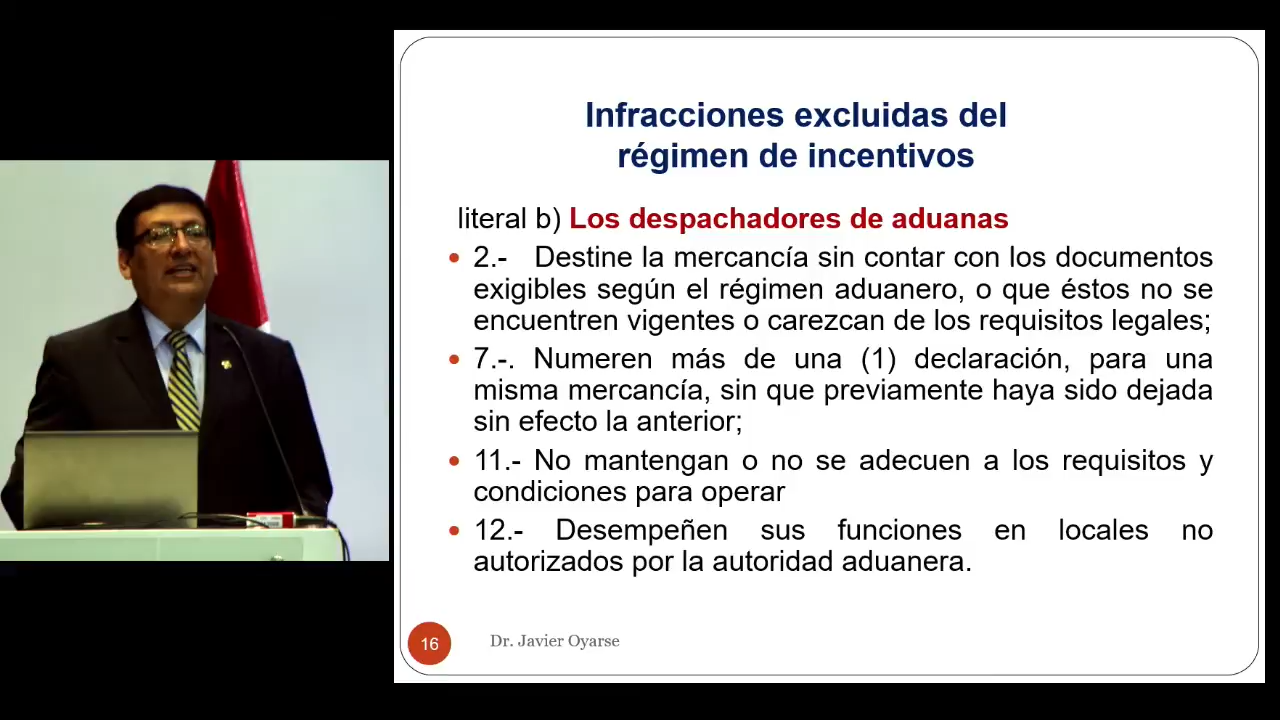 Infracciones excluidas del
régimen de incentivos
literal b) Los despachadores de aduanas
• 2.- Destine la mercancía sin contar con los documentos
exigibles según el régimen aduanero, o que éstos no se
encuentren vigentes o carezcan de los requisitos legales;
• 7.-. Numeren más de una (1) declaración, para una
misma mercancía, sin que previamente haya sido dejada
sin efecto la anterior;
• 11.- No mantengan o no se adecuen a los requisitos y
condiciones para operar
• 12.- Desempeñen sus funciones en locales no
autorizados por la autoridad aduanera.
16 Dr. Javier Oyarse